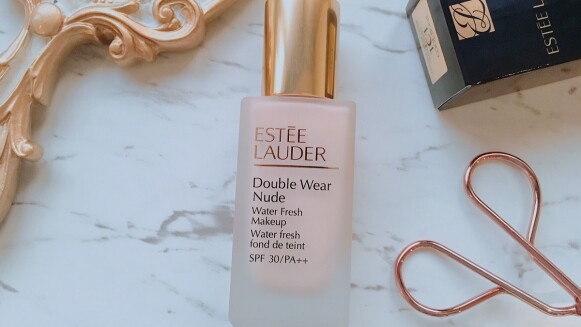 ESTĒE
LAUDER
Double Wear
Nude
Water Fresh
Makeup
Water fresh
fond de teint
SPF 30/PA++
ESTĒE